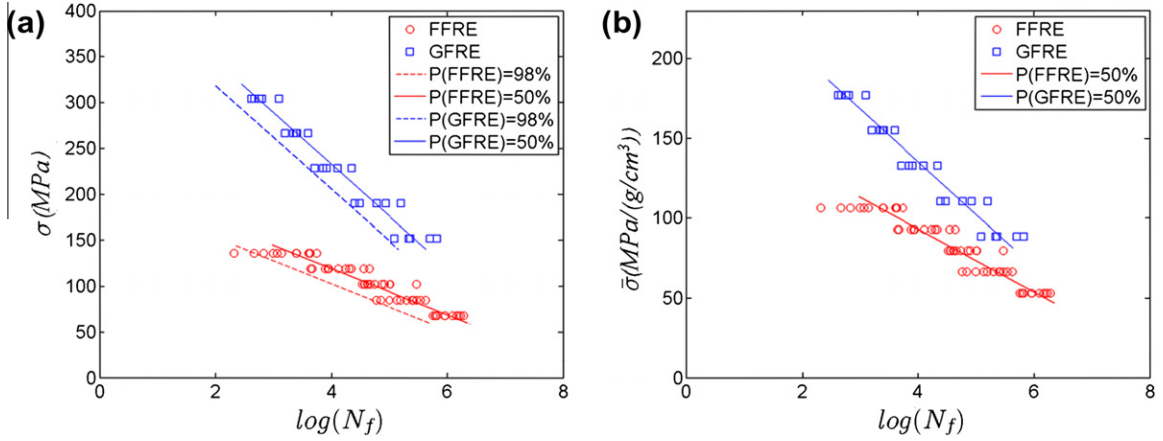 (a)
400
350
300
250
200
150
100
50
0
σ(MPa)
0 2 4 6 8
log(N_f)
FFRE
GFRE
P(FFRE)=98%
P(FFRE)=50%
P(GFRE)=98%
P(GFRE)=50%
(b)
200
150
100
50
0
σ̄(MPa/(g/cm³))
0 2 4 6 8
log(N_f)
FFRE
GFRE
P(FFRE)=50%
P(GFRE)=50%